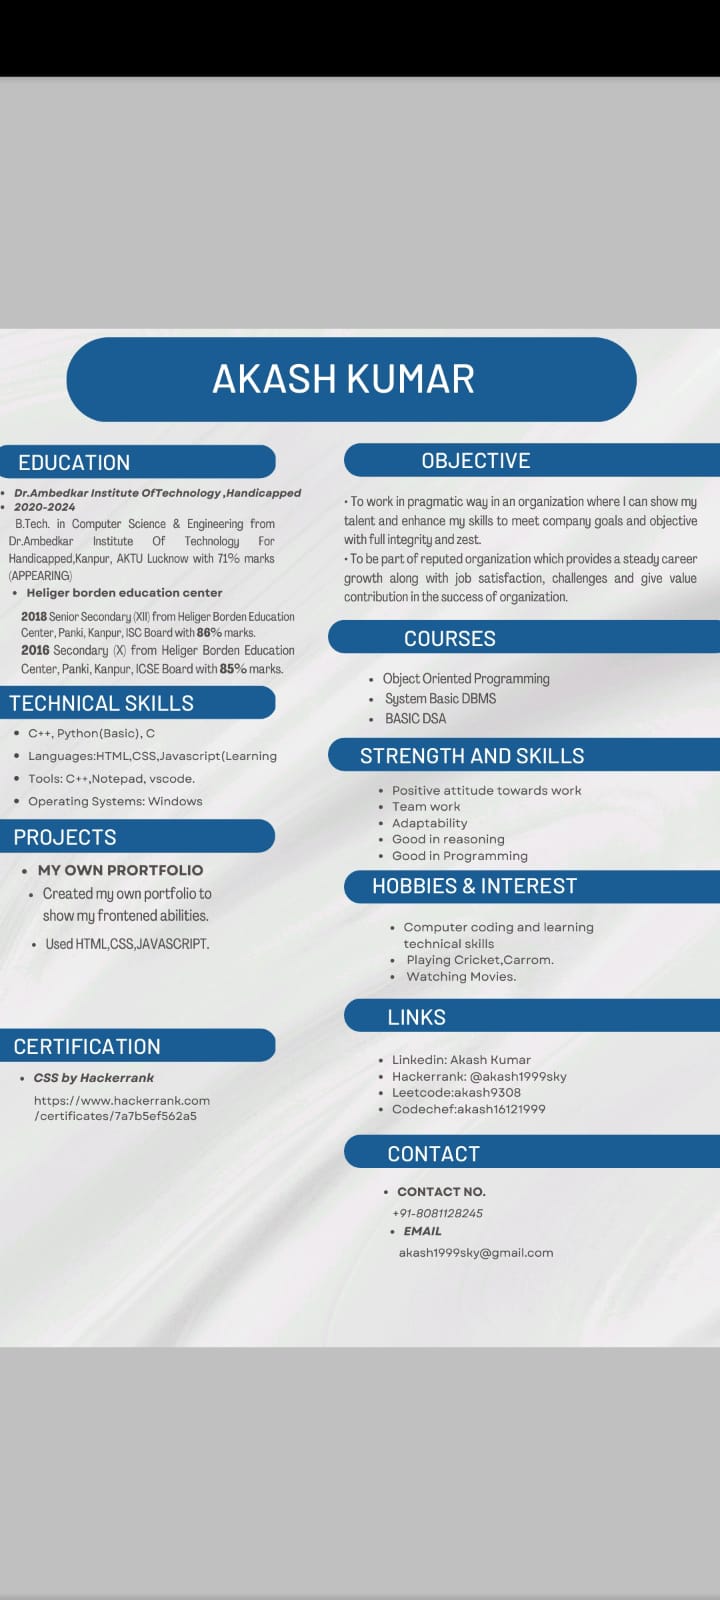 AKASH KUMAR
EDUCATION
• Dr.Ambedkar Institute OfTechnology ,Handicapped
• 2020-2024
B.Tech. in Computer Science & Engineering from
Dr.Ambedkar Institute Of Technology For
Handicapped,Kanpur, AKTU Lucknow with 71% marks
(APPEARING)
• Heliger borden education center
2018 Senior Secondary (XII) from Heliger Borden Education
Center, Panki, Kanpur, ISC Board with 86% marks.
2016 Secondary (X) from Heliger Borden Education
Center, Panki, Kanpur, ICSE Board with 85% marks.
TECHNICAL SKILLS
• C++, Python(Basic), C
• Languages:HTML,CSS,Javascript(Learning
• Tools: C++,Notepad, vscode.
• Operating Systems: Windows
PROJECTS
• MY OWN PRORTFOLIO
• Created my own portfolio to
show my frontened abilities.
• Used HTML,CSS,JAVASCRIPT.
CERTIFICATION
• CSS by Hackerrank
https://www.hackerrank.com
/certificates/7a7b5ef562a5
OBJECTIVE
• To work in pragmatic way in an organization where I can show my
talent and enhance my skills to meet company goals and objective
with full integrity and zest.
• To be part of reputed organization which provides a steady career
growth along with job satisfaction, challenges and give value
contribution in the success of organization.
COURSES
• Object Oriented Programming
• System Basic DBMS
• BASIC DSA
STRENGTH AND SKILLS
• Positive attitude towards work
• Team work
• Adaptability
• Good in reasoning
• Good in Programming
HOBBIES & INTEREST
• Computer coding and learning
technical skills
• Playing Cricket,Carrom.
• Watching Movies.
LINKS
• Linkedin: Akash Kumar
• Hackerrank: @akash1999sky
• Leetcode:akash9308
• Codechef:akash16121999
CONTACT
• CONTACT NO.
+91-8081128245
• EMAIL
akash1999sky@gmail.com